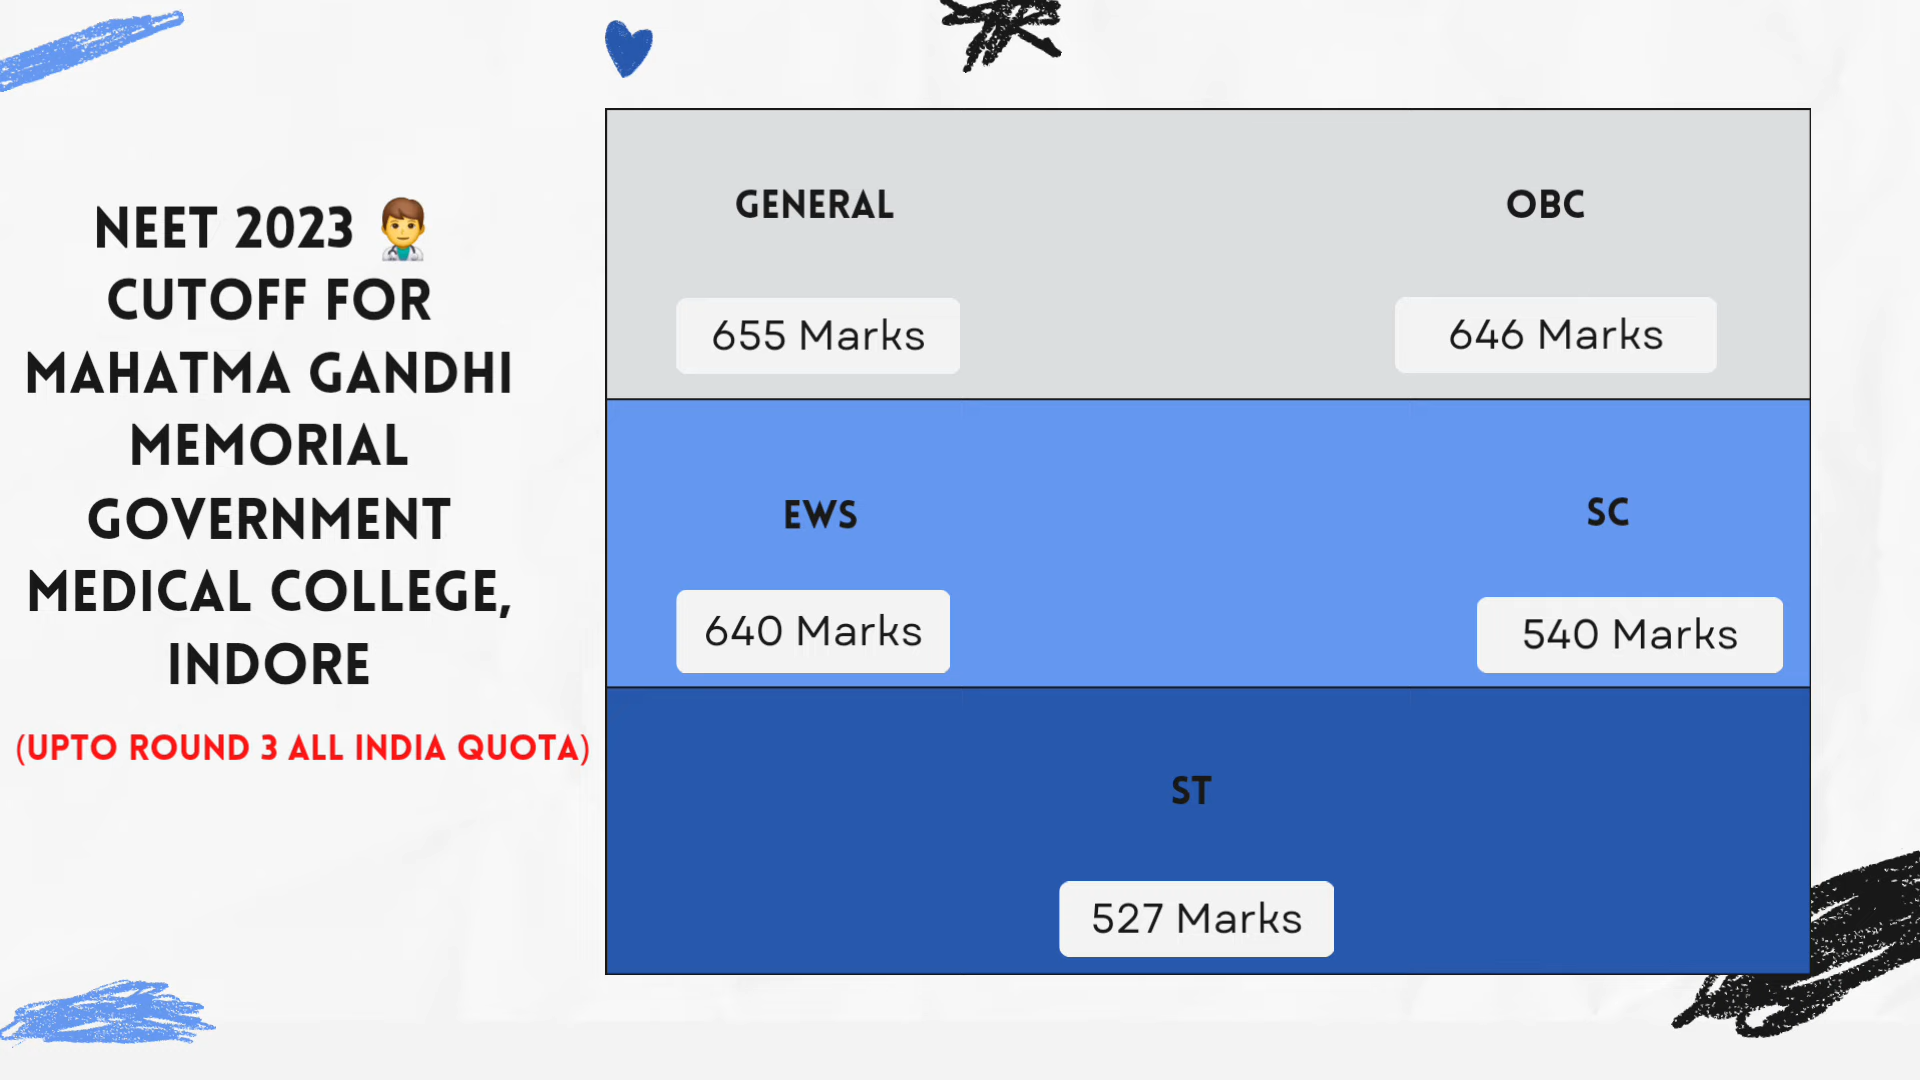 NEET 2023 👨‍⚕️
CUTOFF FOR
MAHATMA GANDHI
MEMORIAL
GOVERNMENT
MEDICAL COLLEGE,
INDORE
(UPTO ROUND 3 ALL INDIA QUOTA)
GENERAL
655 Marks
OBC
646 Marks
EWS
640 Marks
SC
540 Marks
ST
527 Marks